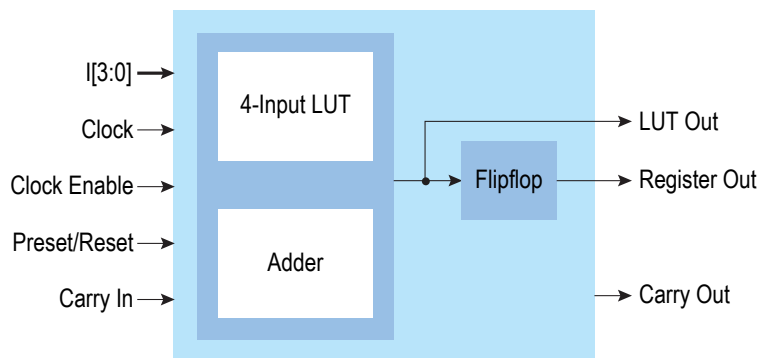 I[3:0]
Clock
Clock Enable
Preset/Reset
Carry In
4-Input LUT
Adder
Flipflop
LUT Out
Register Out
Carry Out